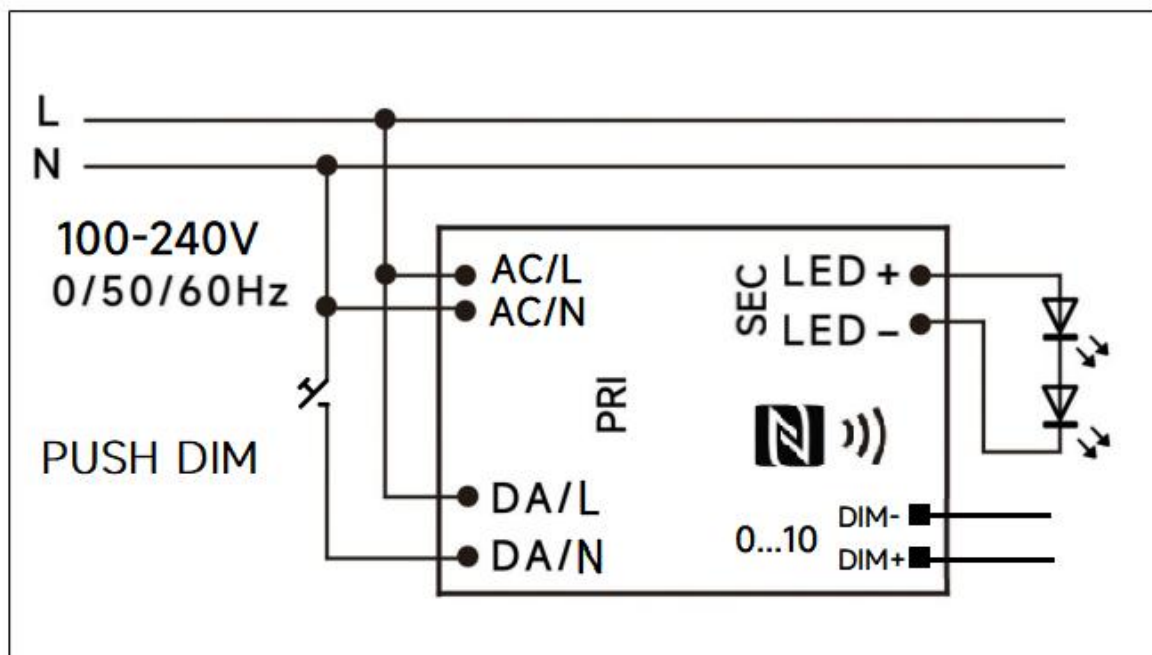 L
N
100-240V
0/50/60Hz
PUSH DIM
AC/L
AC/N
PRI
DA/L
DA/N
SEC
LED +
LED –
0...10
DIM-
DIM+